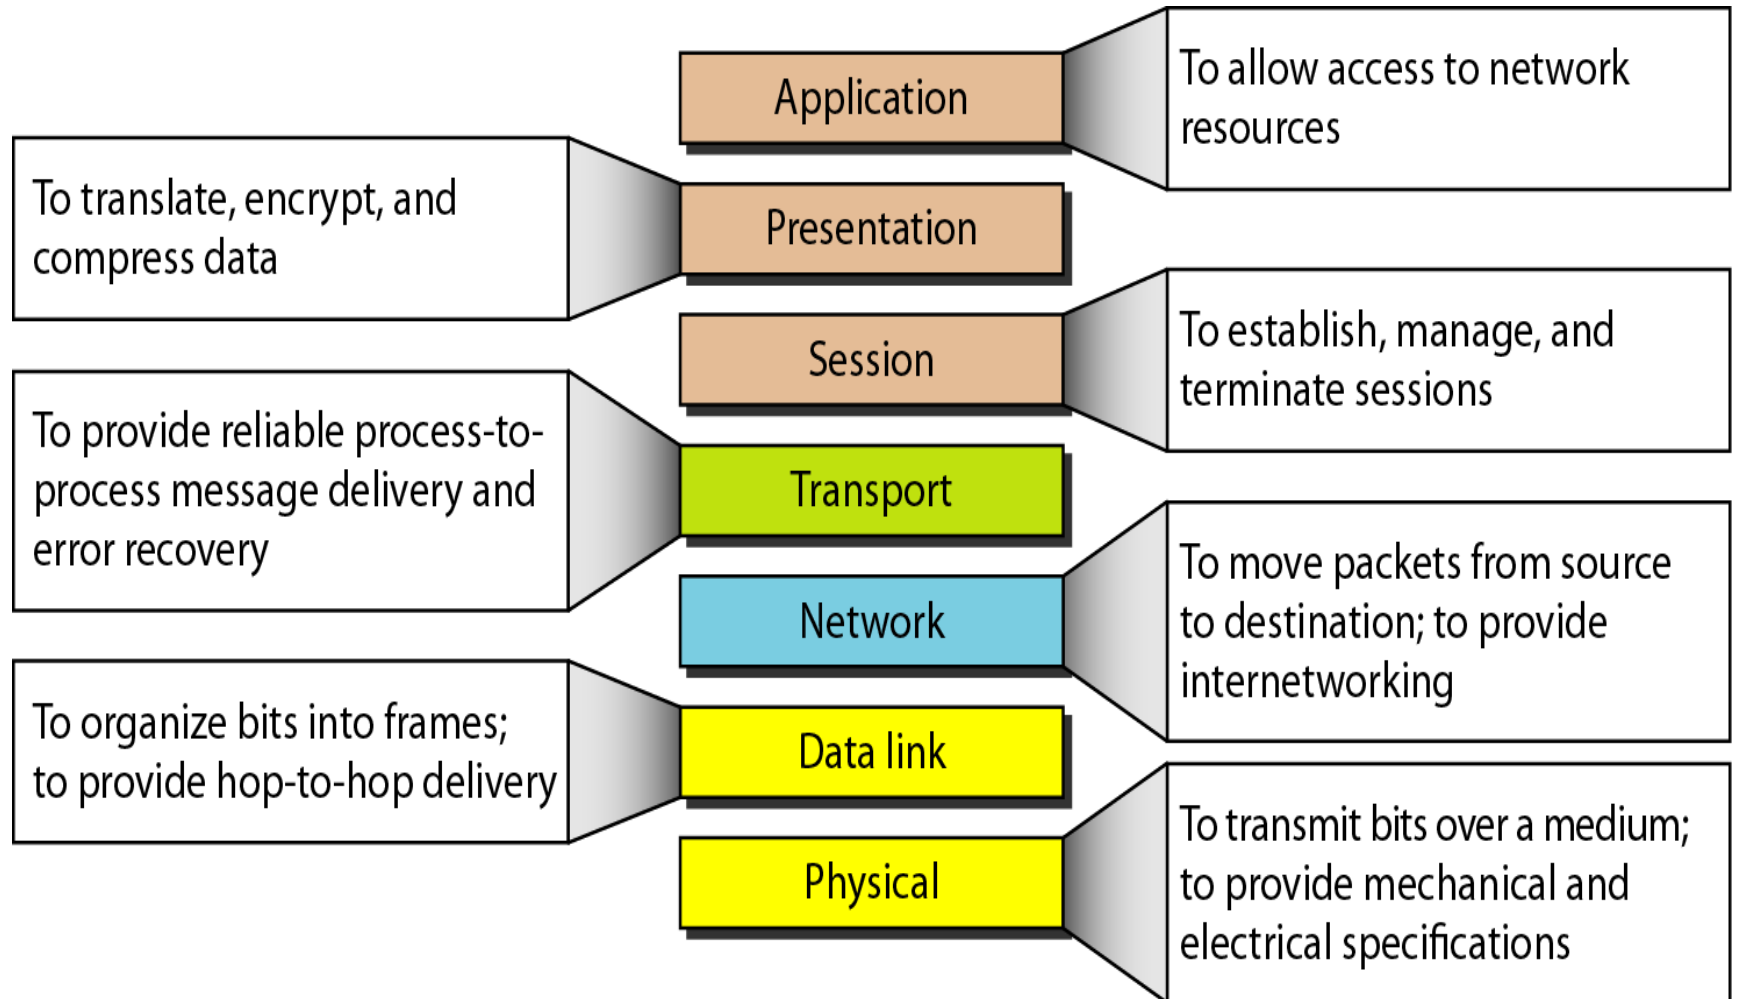 Application
To allow access to network
resources
To translate, encrypt, and
compress data
Presentation
Session
To establish, manage, and
terminate sessions
To provide reliable process-to-
process message delivery and
error recovery
Transport
Network
To move packets from source
to destination; to provide
internetworking
To organize bits into frames;
to provide hop-to-hop delivery
Data link
Physical
To transmit bits over a medium;
to provide mechanical and
electrical specifications